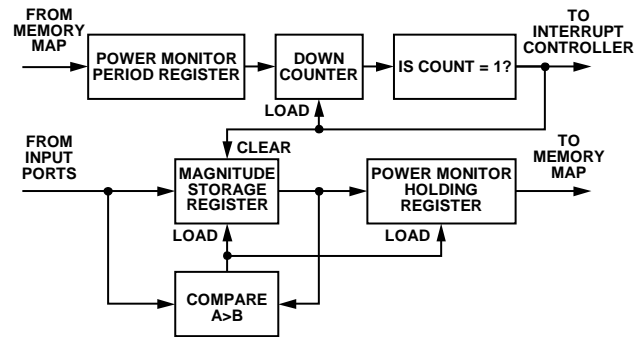 FROM
MEMORY
MAP
POWER MONITOR
PERIOD REGISTER
DOWN
COUNTER
IS COUNT = 1?
TO
INTERRUPT
CONTROLLER
LOAD
CLEAR
FROM
INPUT
PORTS
MAGNITUDE
STORAGE
REGISTER
POWER MONITOR
HOLDING
REGISTER
TO
MEMORY
MAP
LOAD
LOAD
COMPARE
A>B